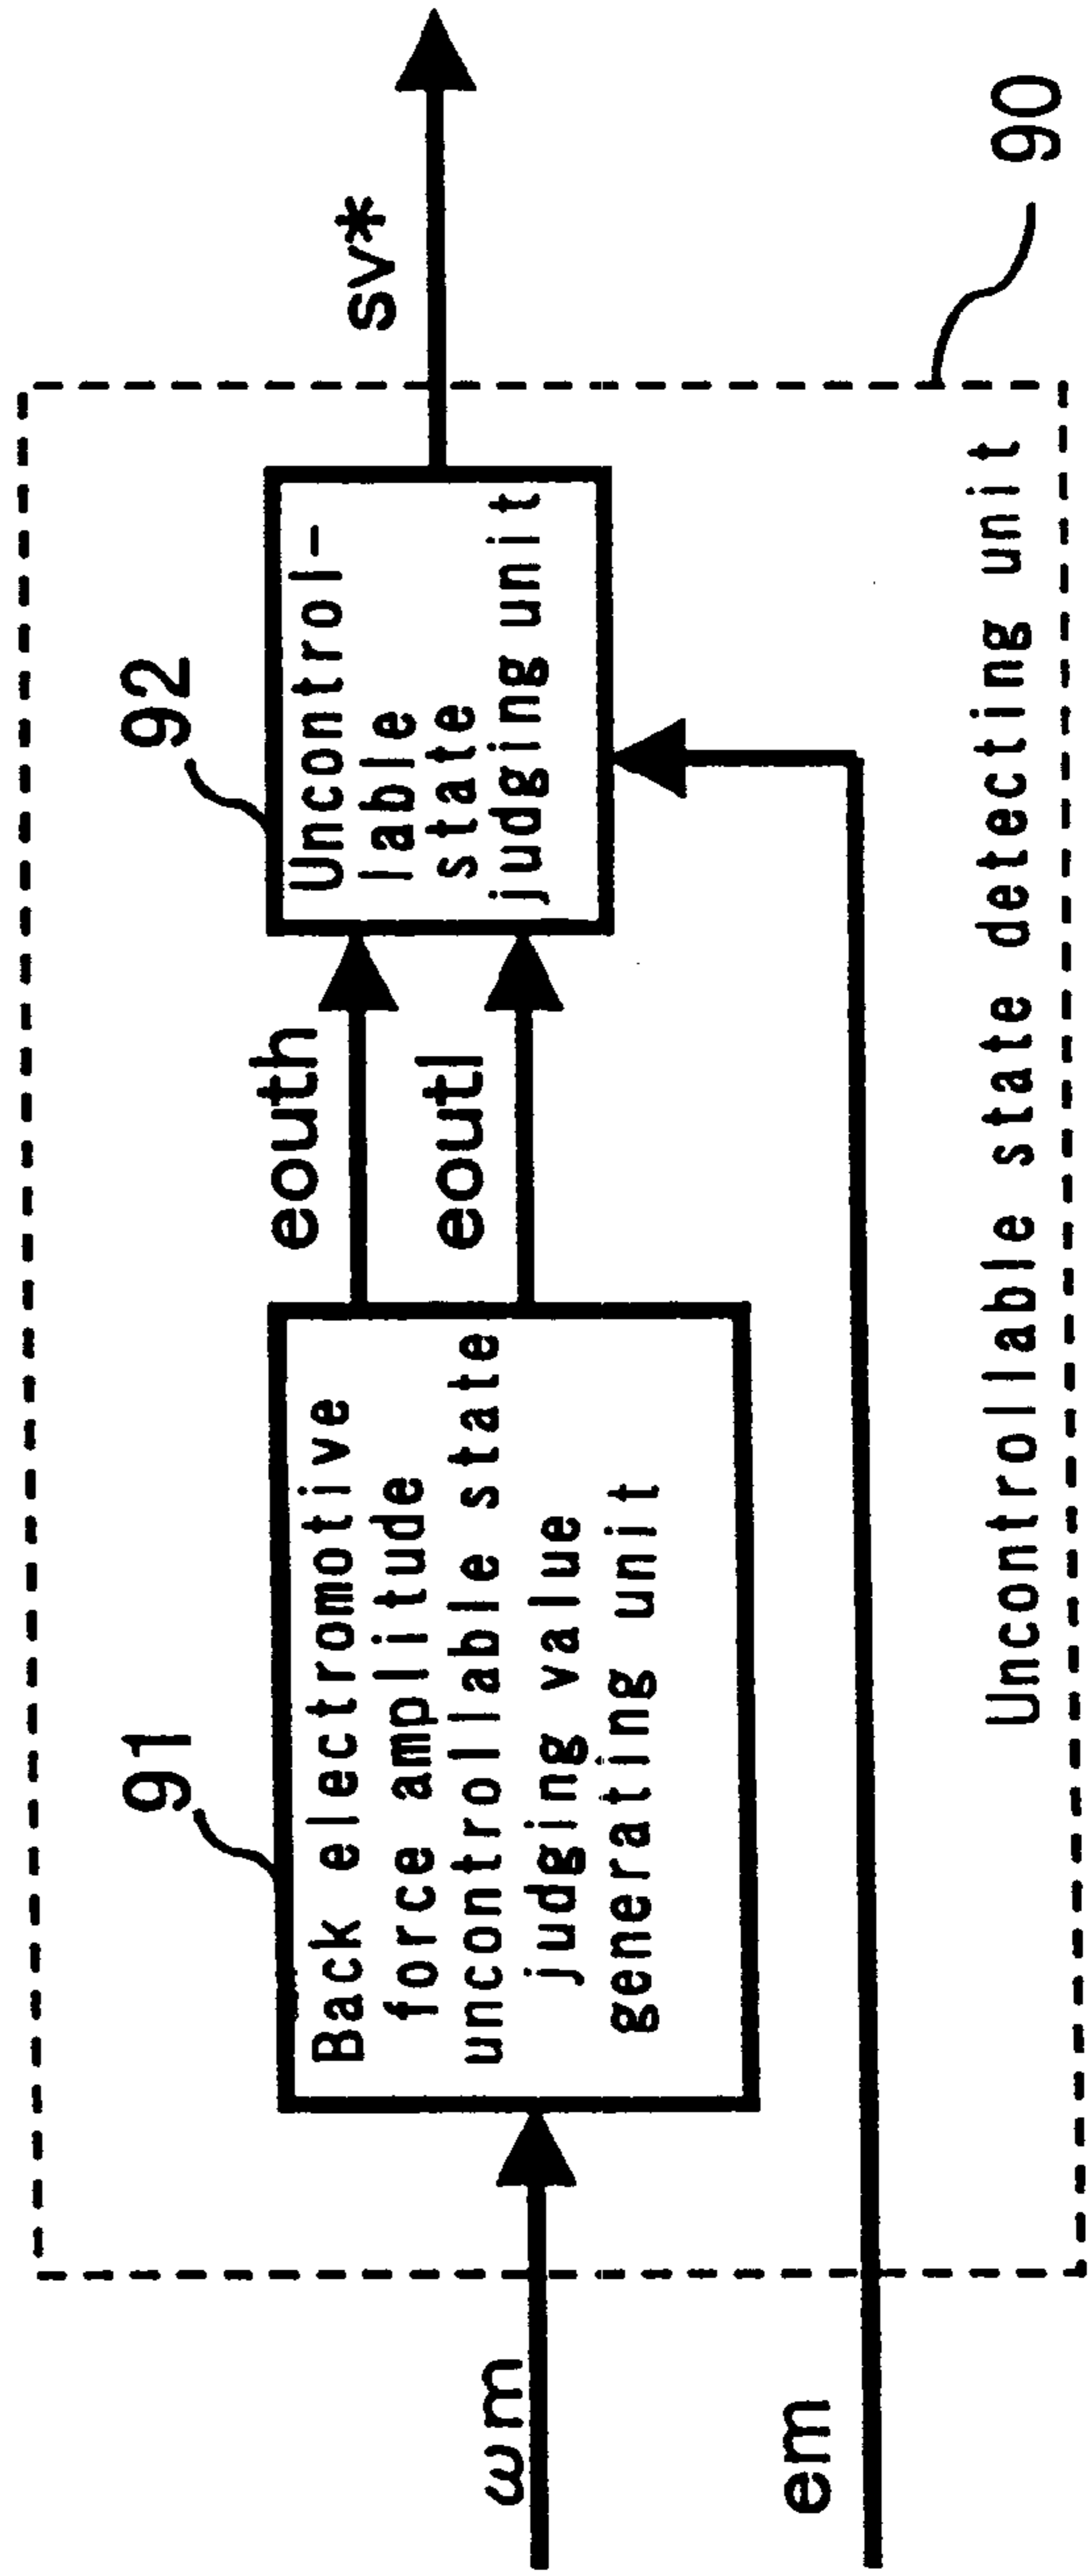 91
92
90
ωm
em
Back electromotive
force amplitude
uncontrollable state
judging value
generating unit
eouth
eoutl
Uncontrol-
lable
state
judging unit
sv*
Uncontrollable state detecting unit